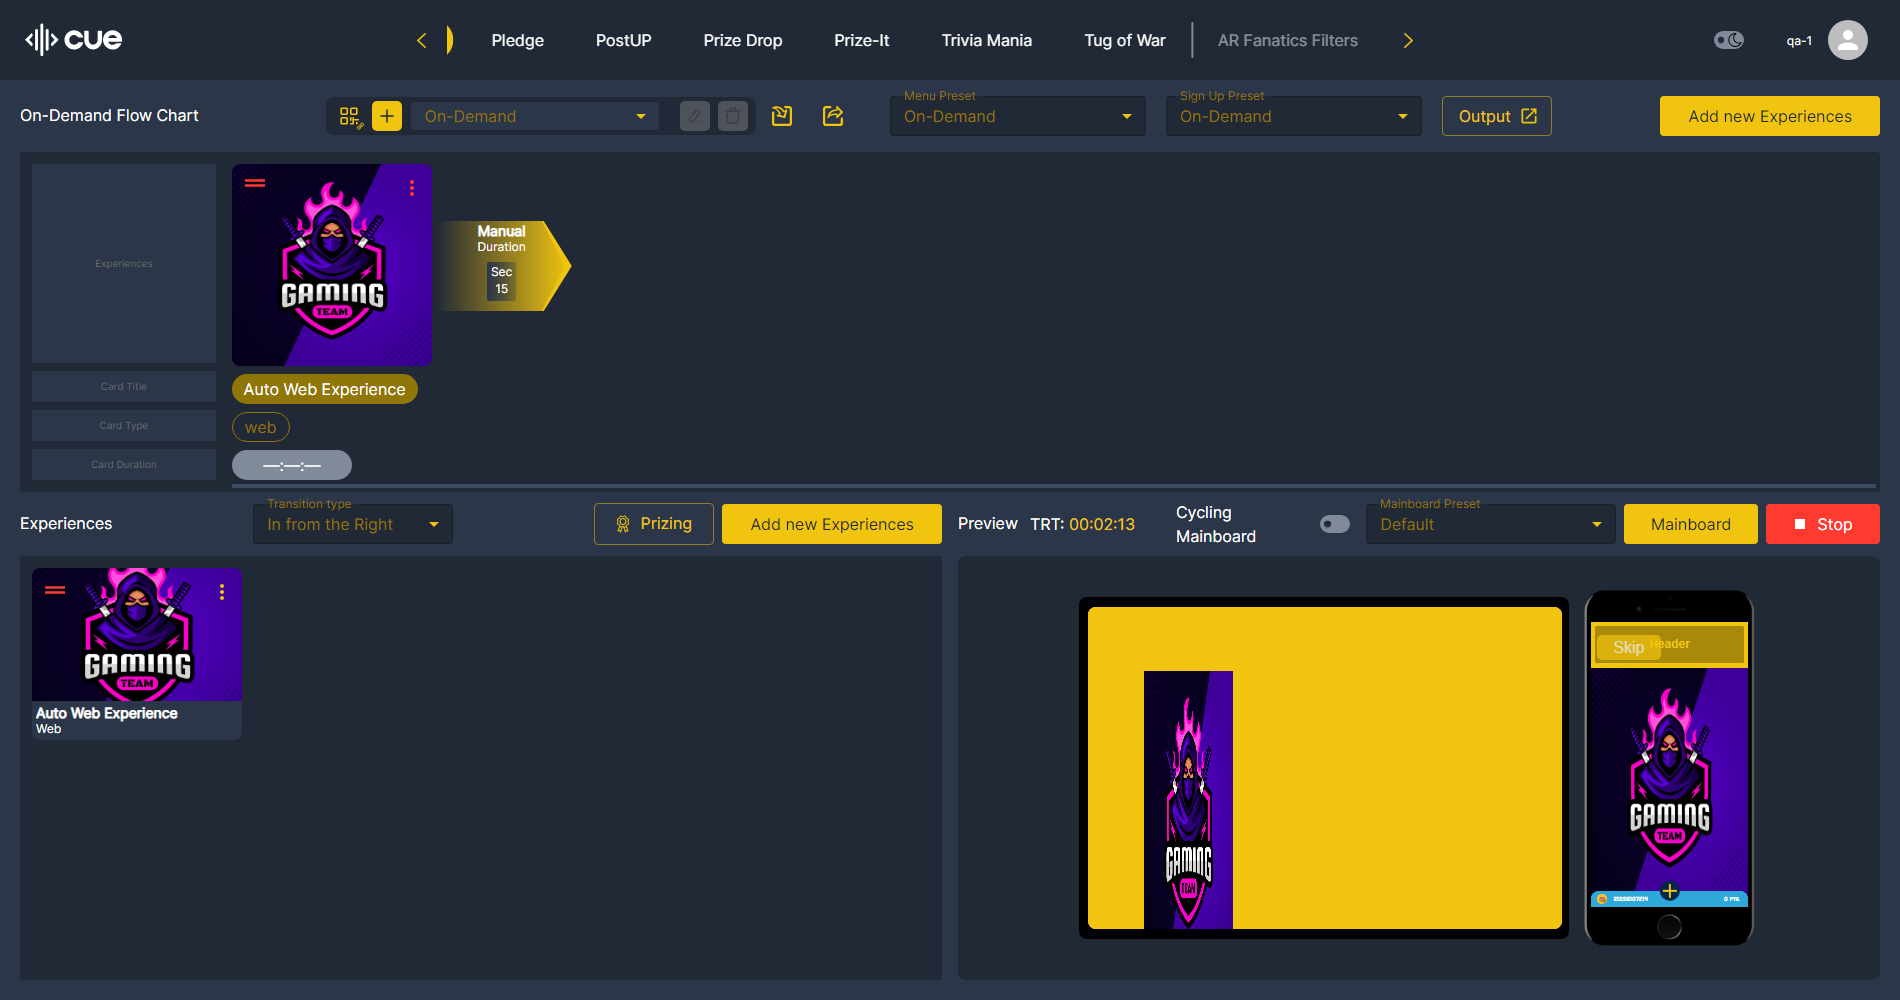 cue
Pledge
PostUP
Prize Drop
Prize-It
Trivia Mania
Tug of War
AR Fanatics Filters
qa-1
On-Demand Flow Chart
On-Demand
Menu Preset
On-Demand
Sign Up Preset
On-Demand
Output
Add new Experiences
Experiences
GAMING
TEAM
Manual
Duration
Sec
15
Card Title
Auto Web Experience
Card Type
web
Card Duration
—:—:—
Experiences
Transition type
In from the Right
Prizing
Add new Experiences
Preview
TRT: 00:02:13
Cycling
Mainboard
Mainboard Preset
Default
Mainboard
Stop
GAMING
TEAM
Auto Web Experience
Web
GAMING
TEAM
Skip
Header
GAMING
TEAM
0 PTS.